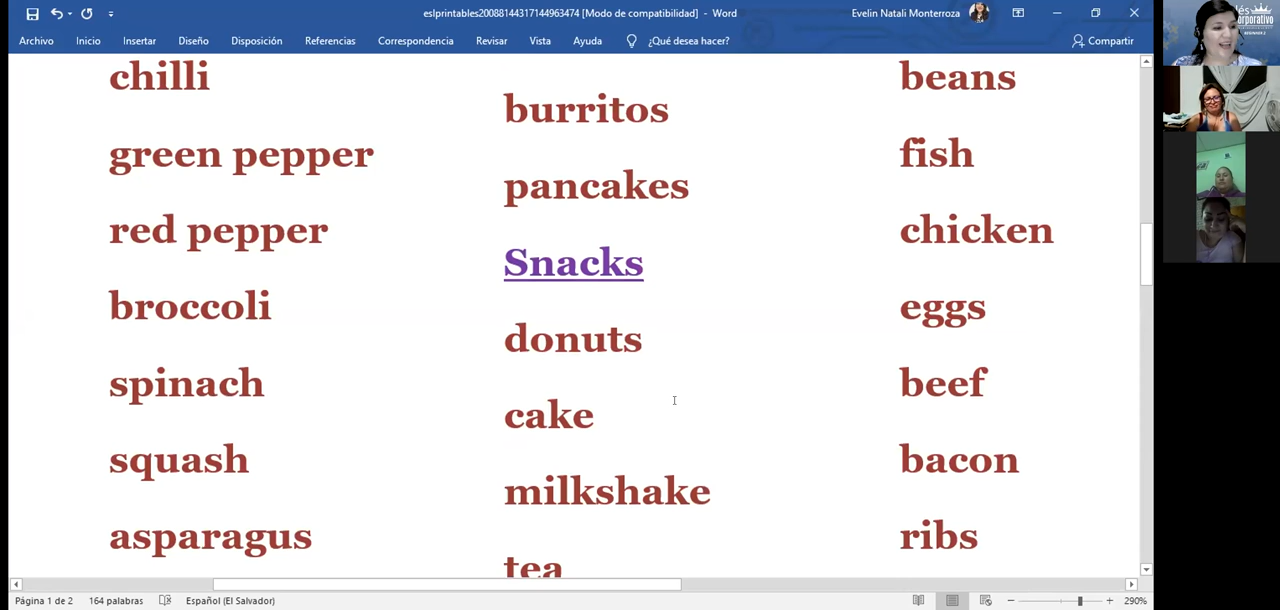 eslprintables20088144317144963474 [Modo de compatibilidad] - Word
Evelin Natali Monterroza
Archivo Inicio Insertar Diseño Disposición Referencias Correspondencia Revisar Vista Ayuda ¿Qué desea hacer? Compartir
chilli
green pepper
red pepper
broccoli
spinach
squash
asparagus
burritos
pancakes
Snacks
donuts
cake
milkshake
tea
beans
fish
chicken
eggs
beef
bacon
ribs
Página 1 de 2 164 palabras Español (El Salvador) 290%